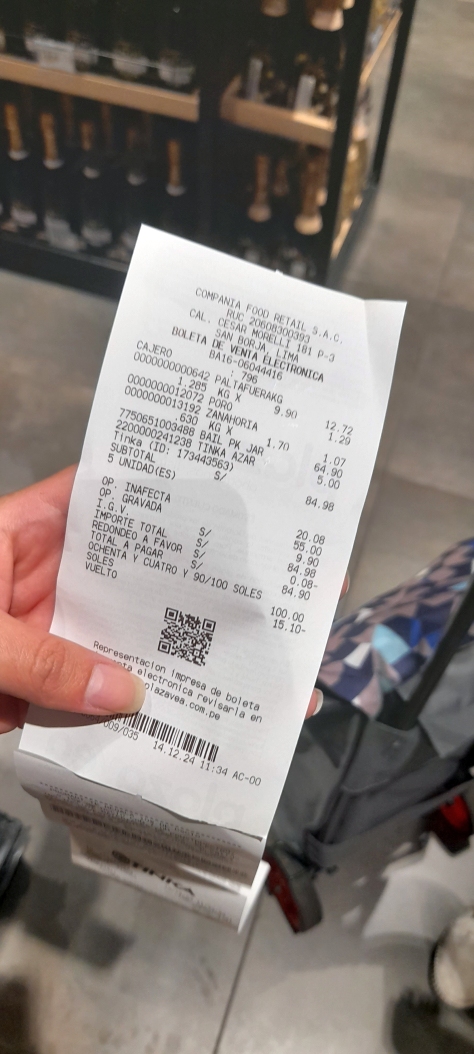 COMPANIA FOOD RETAIL S.A.C.
RUC 20608300393
CAL. CESAR MORELLI 181 P-3
SAN BORJA, LIMA
BOLETA DE VENTA ELECTRONICA
BA16-06044416
CAJERO : 796
0000000000642 PALTAFUERAKG
1.285 KG X 9.90 12.72
0000000012072 PORO 1.29
0000000013192 ZANAHORIA
.630 KG X 1.70 1.07
7750651003488 BAIL PK JAR 64.90
2200000241238 TINKA AZAR 5.00
Tinka (ID: 173443563)
SUBTOTAL S/ 84.98
5 UNIDAD(ES)
OP. INAFECTA 20.08
OP. GRAVADA S/ 55.00
I.G.V. S/ 9.90
IMPORTE TOTAL S/ 84.98
REDONDEO A FAVOR S/ 0.08-
TOTAL A PAGAR S/ 84.90
OCHENTA Y CUATRO Y 90/100 SOLES
SOLES 100.00
VUELTO 15.10-
Representacion impresa de boleta
electronica revisarla en
plazavea.com.pe
009/035 14.12.24 11:34 AC-00
TINKA